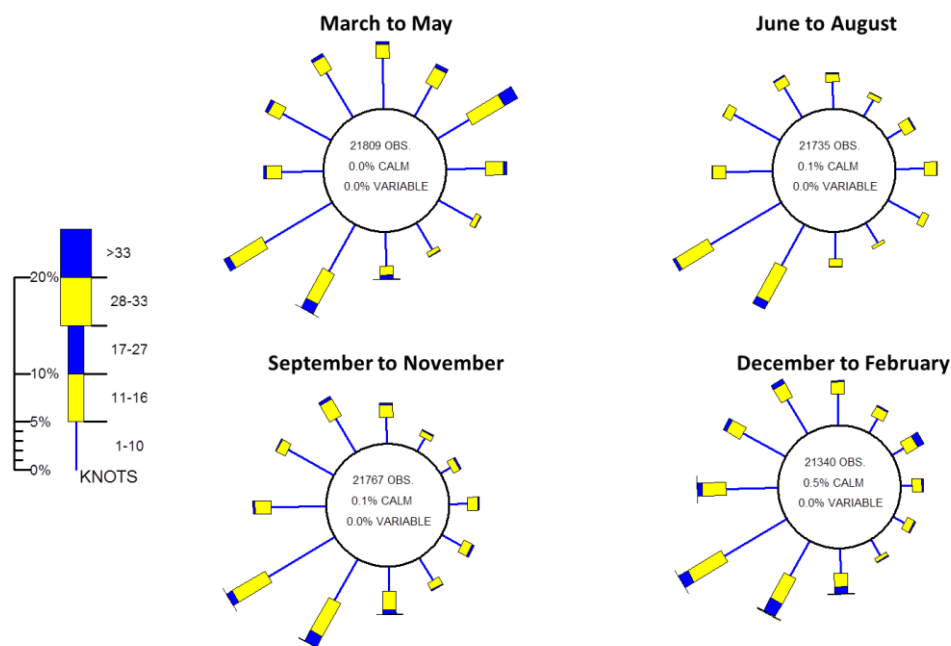 March to May
June to August
21809 OBS.
0.0% CALM
0.0% VARIABLE
21735 OBS.
0.1% CALM
0.0% VARIABLE
>33
20%
28-33
17-27
10%
11-16
5%
1-10
0%
KNOTS
September to November
December to February
21767 OBS.
0.1% CALM
0.0% VARIABLE
21340 OBS.
0.5% CALM
0.0% VARIABLE